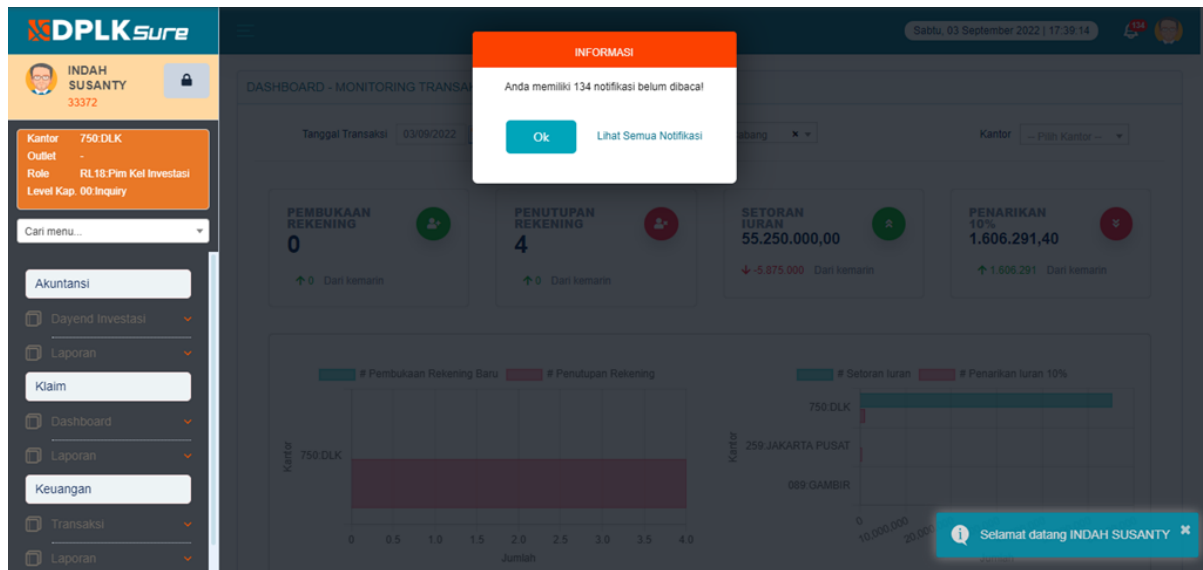 DPLKSure
INDAH
SUSANTY
33372
Kantor 750:DLK
Outlet -
Role RL18:Pim Kel Investasi
Level Kap. 00:Inquiry
Cari menu...
Akuntansi
Dayend Investasi
Laporan
Klaim
Dashboard
Laporan
Keuangan
Transaksi
Laporan
Sabtu, 03 September 2022 | 17:39:14
134
INFORMASI
Anda memiliki 134 notifikasi belum dibaca!
Ok Lihat Semua Notifikasi
DASHBOARD - MONITORING
Tanggal Transaksi 03/09/2022
Kantor -- Pilih Kantor --
PEMBUKAAN
REKENING
0
0 Dari kemarin
PENUTUPAN
REKENING
4
0 Dari kemarin
SETORAN
IURAN
55.250.000,00
-5.875.000 Dari kemarin
PENARIKAN
10%
1.606.291,40
1.606.291 Dari kemarin
# Pembukaan Rekening Baru # Penutupan Rekening
Kantor
750:DLK
0 0.5 1.0 1.5 2.0 2.5 3.0 3.5 4.0
Jumlah
# Setoran Iuran # Penarikan Iuran 10%
Kantor
750:DLK
259:JAKARTA PUSAT
089:GAMBIR
0 10,000,000
Jumlah
Selamat datang INDAH SUSANTY